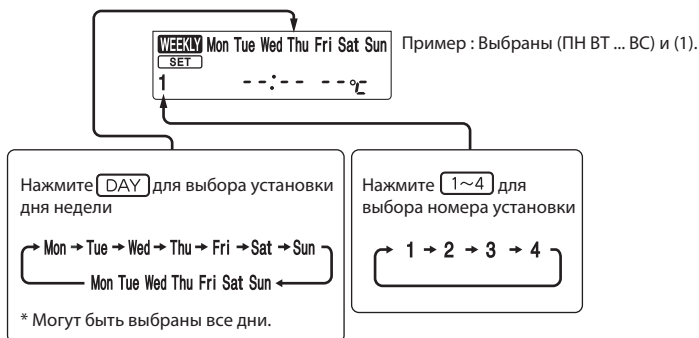 WEEKLY Mon Tue Wed Thu Fri Sat Sun
SET
1 --:-- --°C
Пример : Выбраны (ПН ВТ ... ВС) и (1).
Нажмите DAY для выбора установки
дня недели
Mon → Tue → Wed → Thu → Fri → Sat → Sun
Mon Tue Wed Thu Fri Sat Sun
* Могут быть выбраны все дни.
Нажмите 1~4 для
выбора номера установки
1 → 2 → 3 → 4